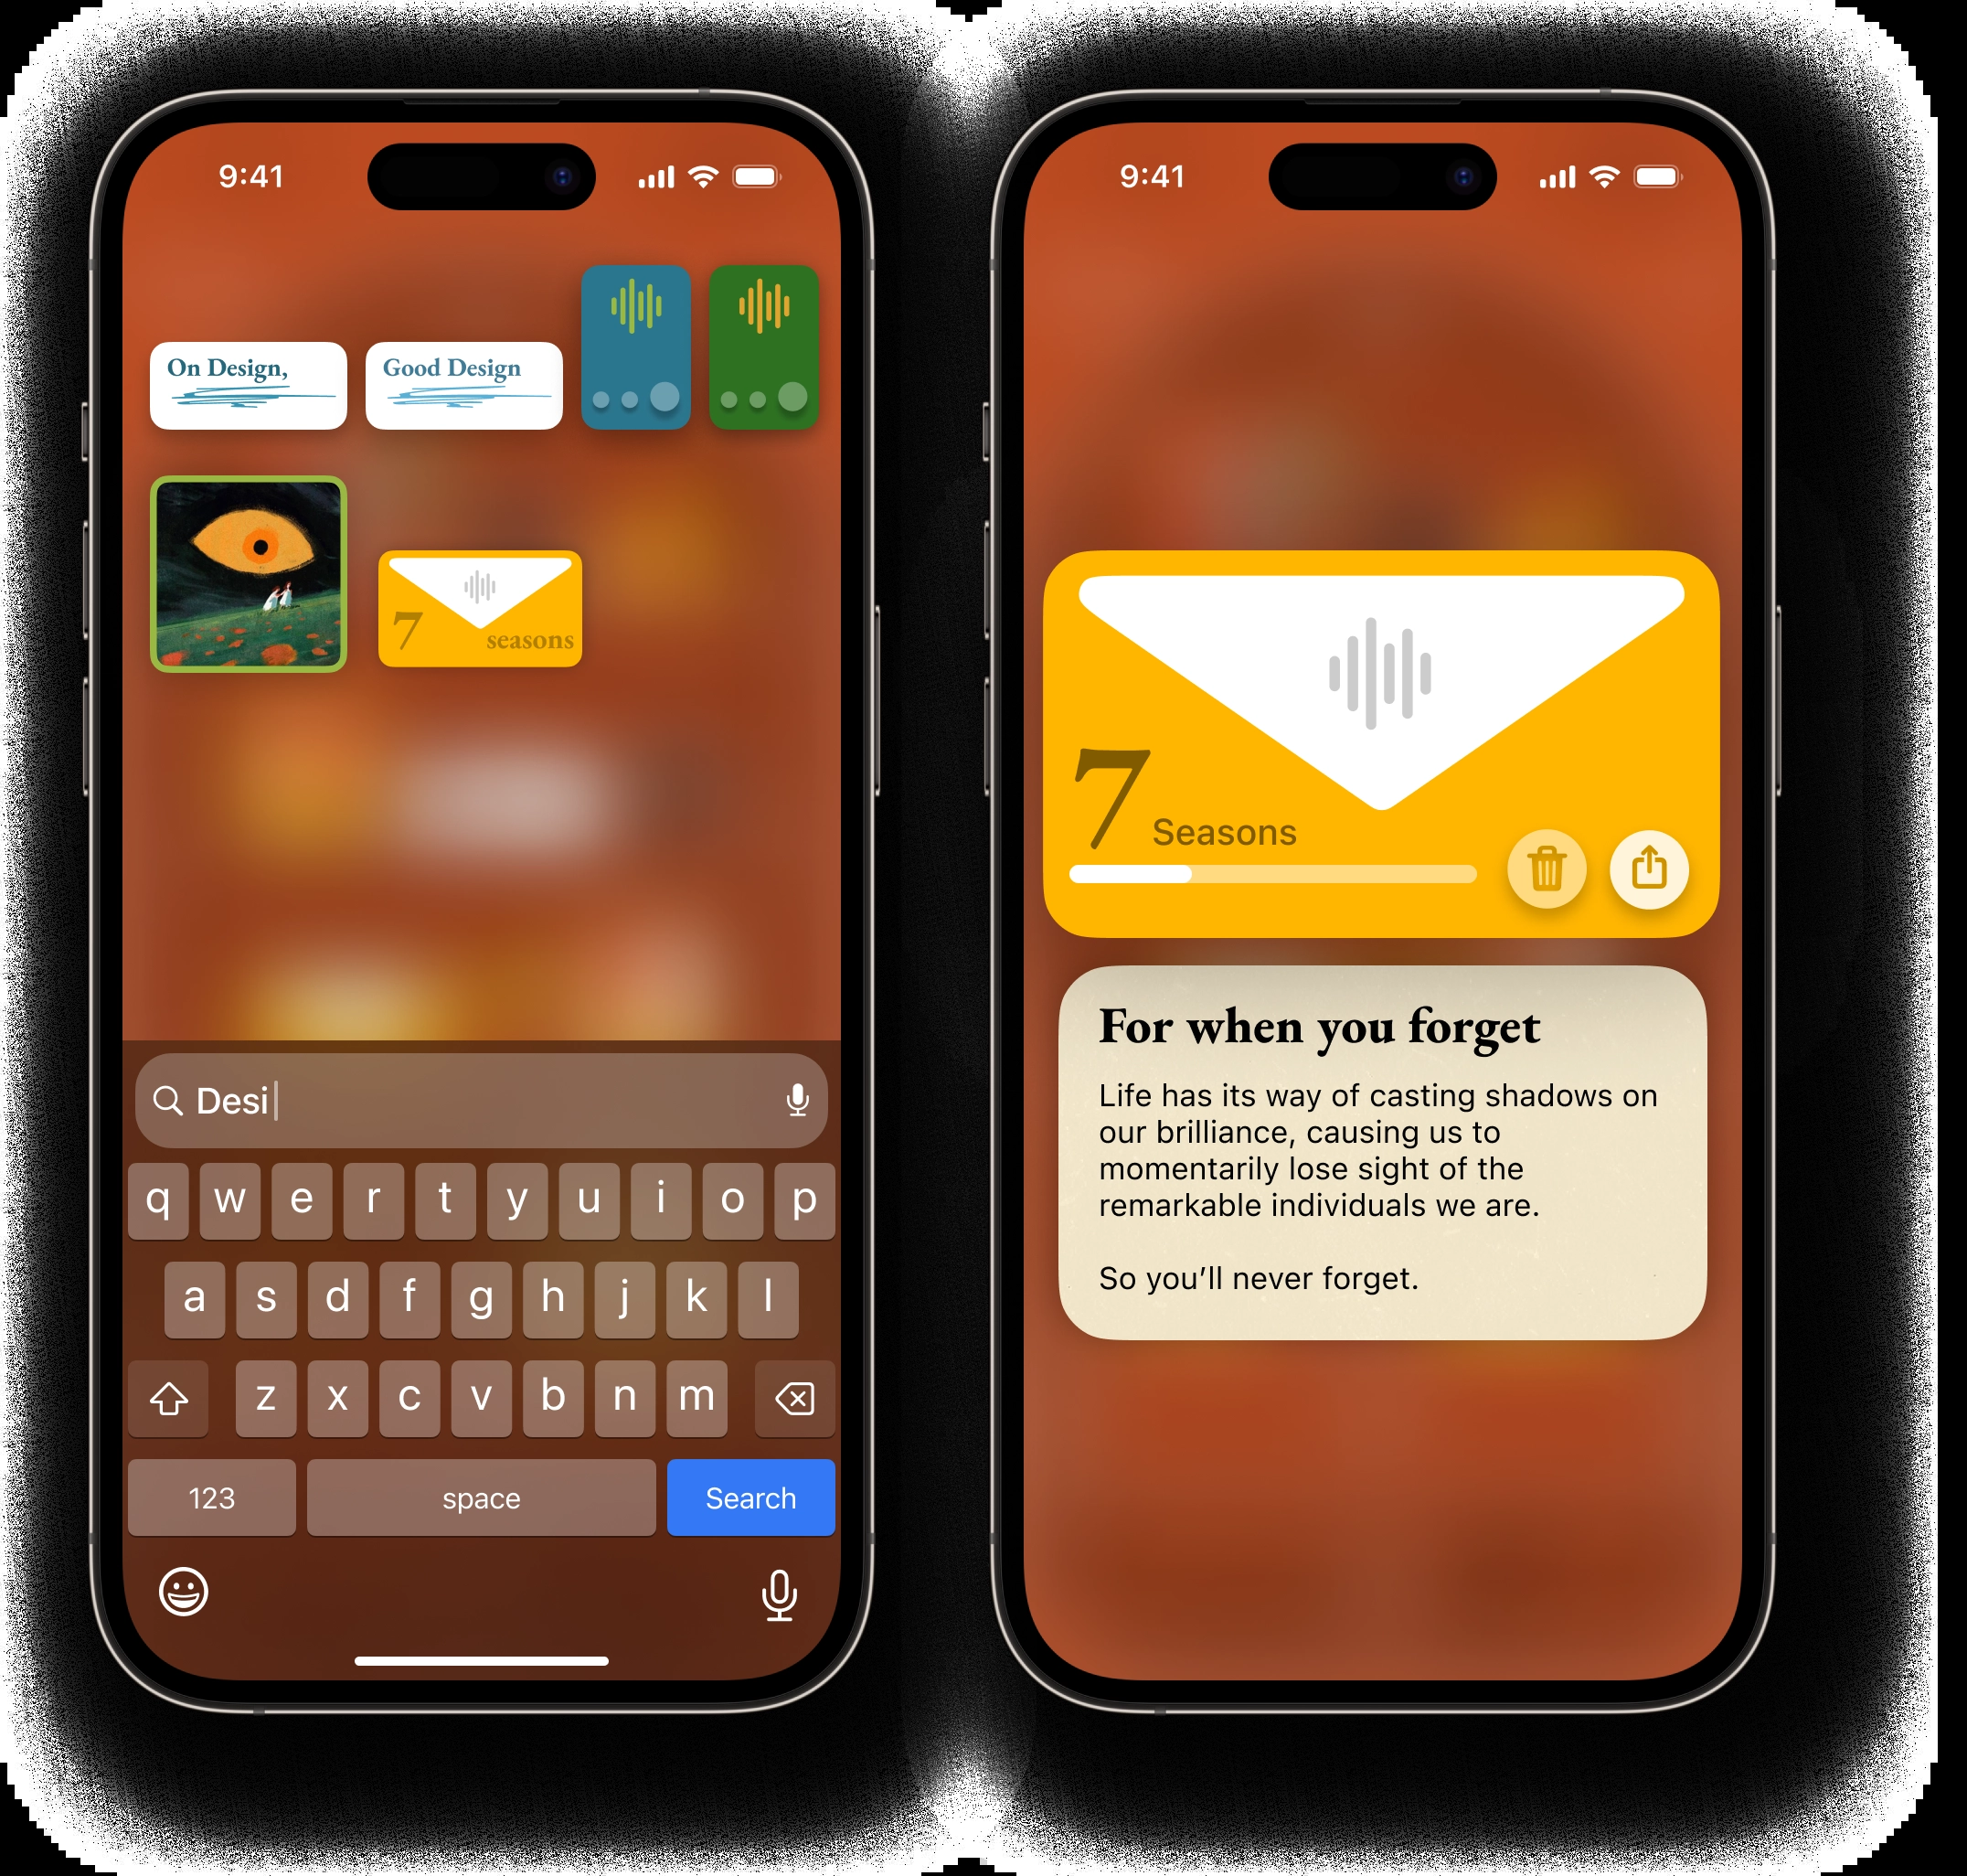 9:41
On Design,
Good Design
7
seasons
Desi
q w e r t y u i o p
a s d f g h j k l
z x c v b n m
123 space Search
9:41
7 Seasons
For when you forget
Life has its way of casting shadows on
our brilliance, causing us to
momentarily lose sight of the
remarkable individuals we are.
So you’ll never forget.